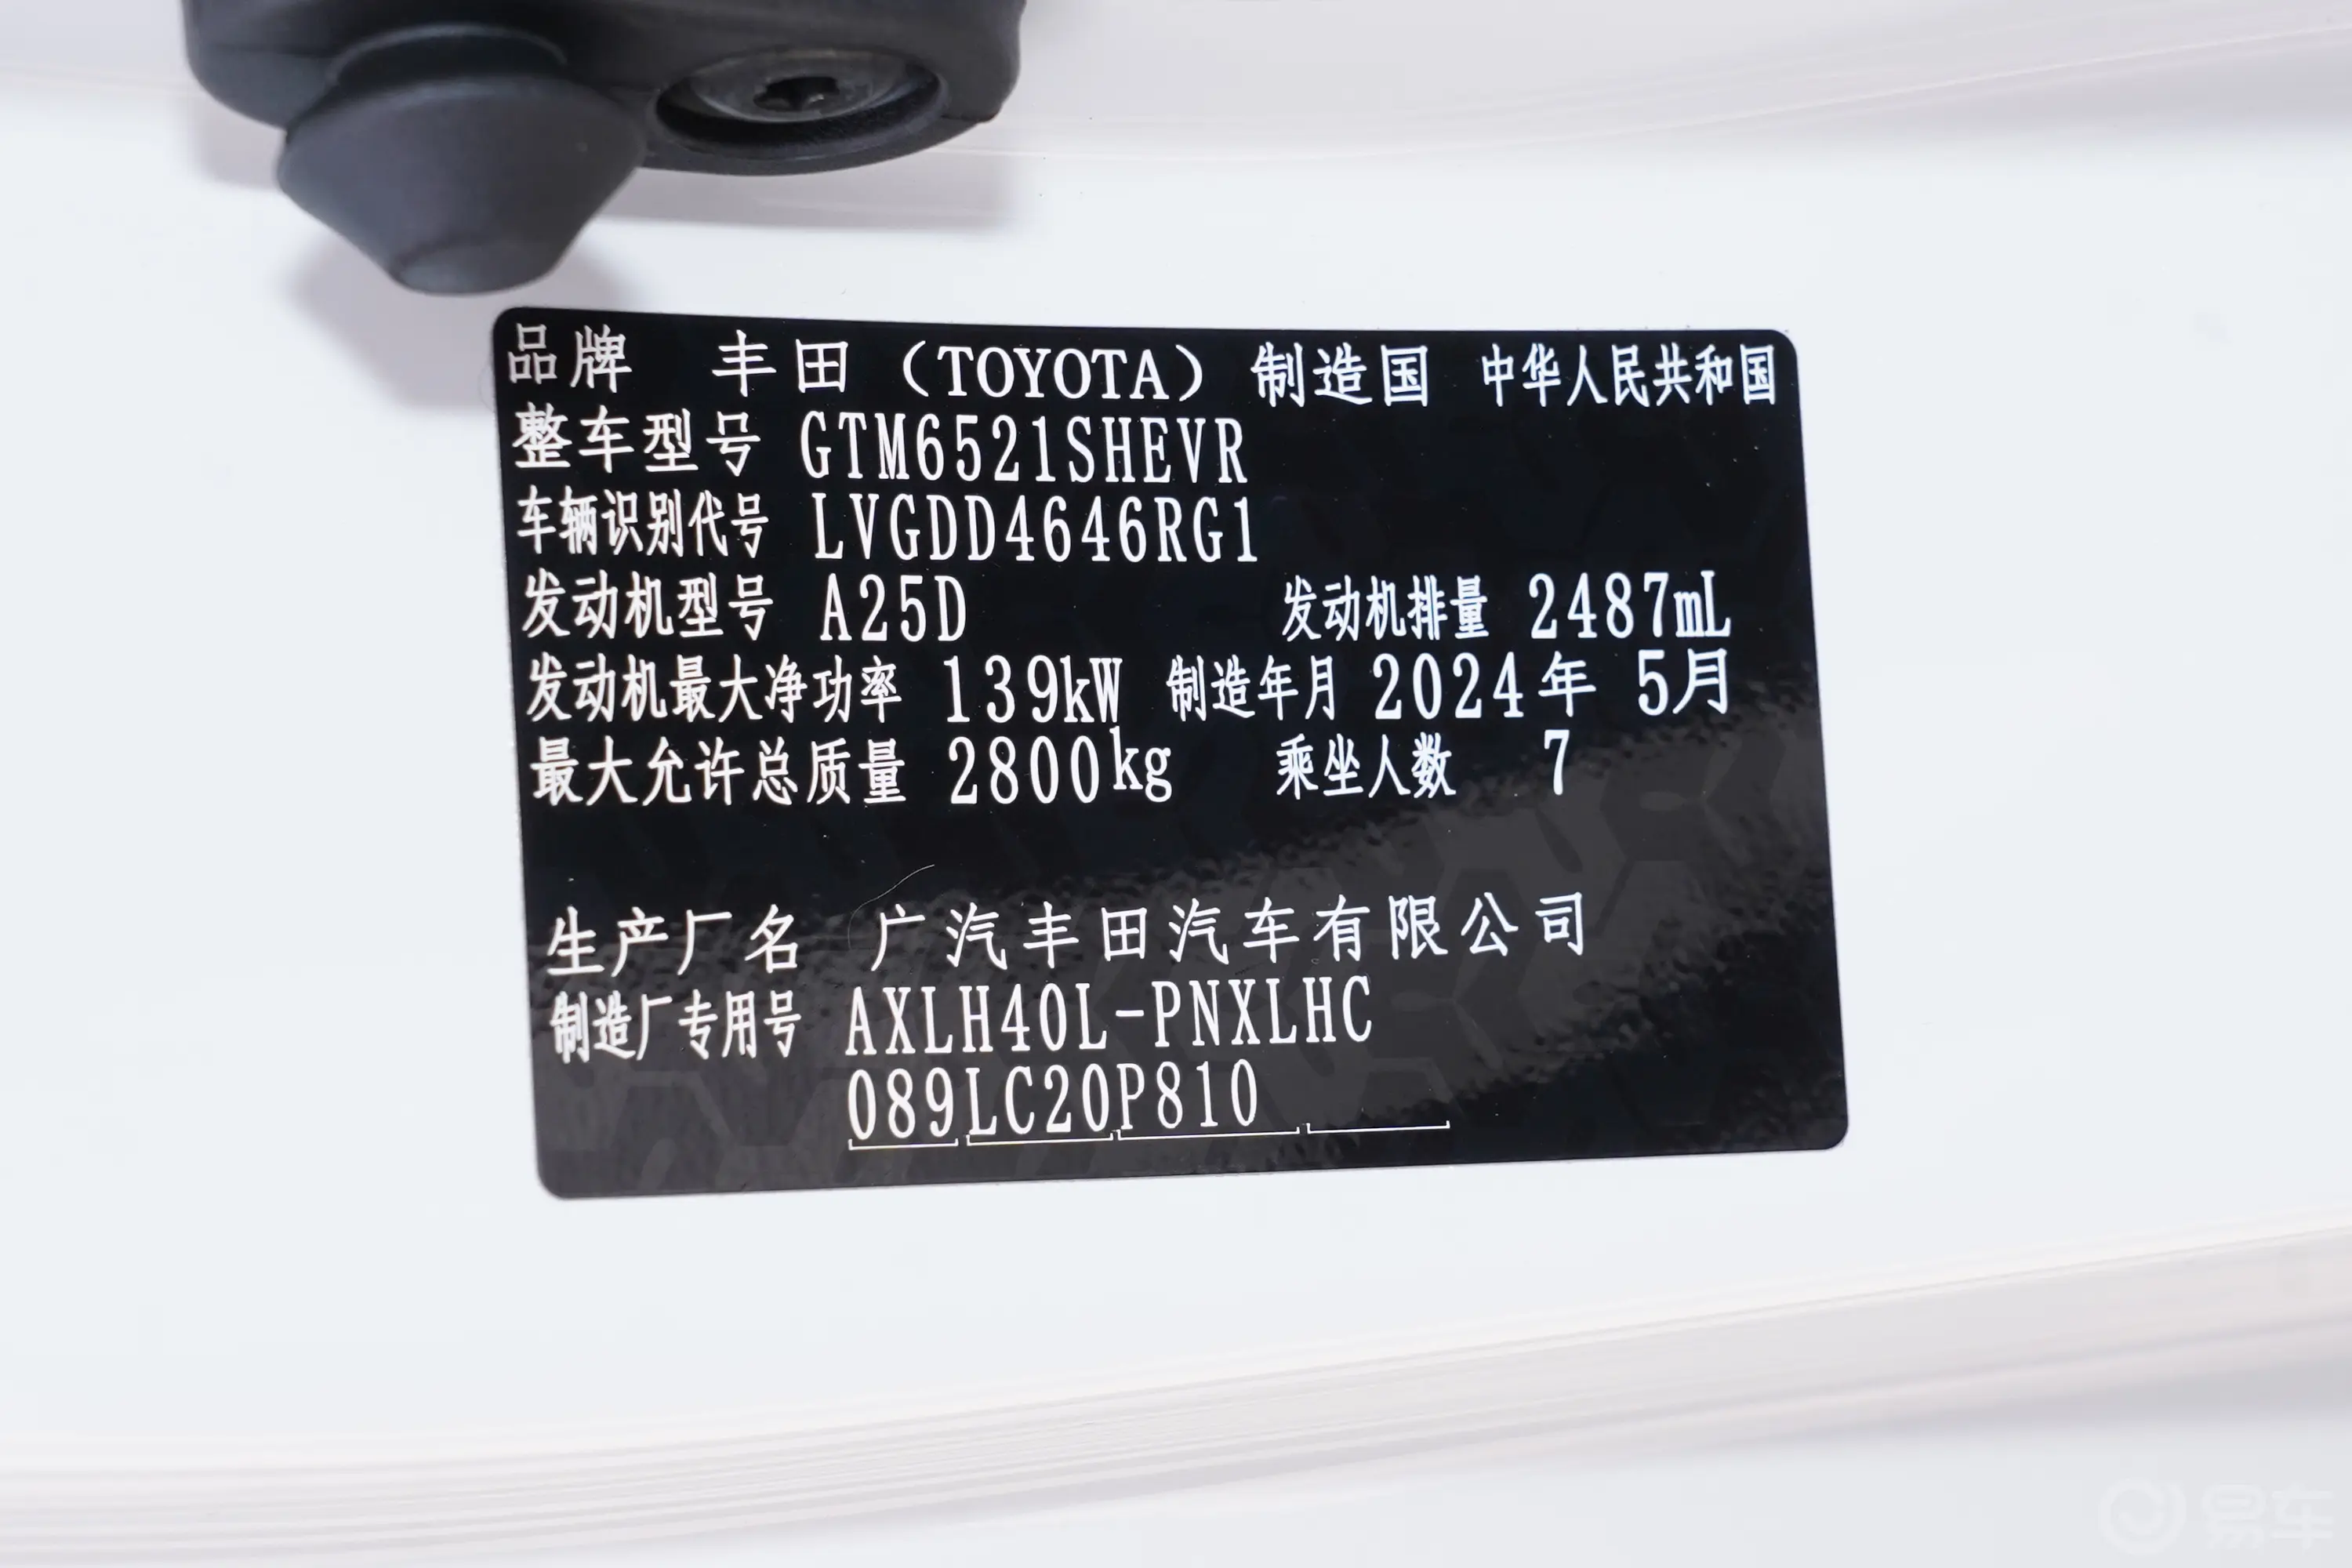 品牌 丰田（TOYOTA）制造国 中华人民共和国
整车型号 GTM6521SHEVR
车辆识别代号 LVGDD4646RG1
发动机型号 A25D 发动机排量 2487mL
发动机最大净功率 139kW 制造年月 2024年 5月
最大允许总质量 2800kg 乘坐人数 7
生产厂名 广汽丰田汽车有限公司
制造厂专用号 AXLH40L-PNXLHC
089LC20P810
易车